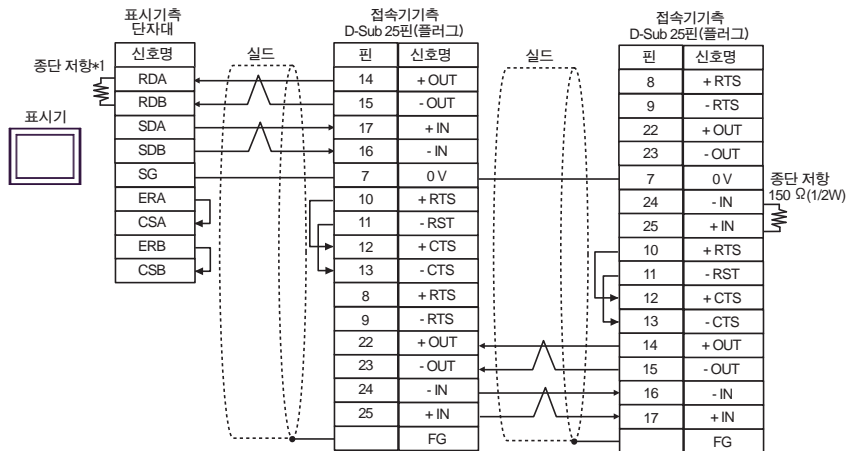 표시기측
단자대
접속기기측
D-Sub 25핀(플러그)
접속기기측
D-Sub 25핀(플러그)
종단 저항*1
표시기
신호명
RDA
RDB
SDA
SDB
SG
ERA
CSA
ERB
CSB
실드
핀 신호명
14 + OUT
15 - OUT
17 + IN
16 - IN
7 0 V
10 + RTS
11 - RST
12 + CTS
13 - CTS
8 + RTS
9 - RTS
22 + OUT
23 - OUT
24 - IN
25 + IN
FG
실드
핀 신호명
8 + RTS
9 - RTS
22 + OUT
23 - OUT
7 0 V
24 - IN
25 + IN
10 + RTS
11 - RST
12 + CTS
13 - CTS
14 + OUT
15 - OUT
16 - IN
17 + IN
FG
종단 저항
150 Ω(1/2W)